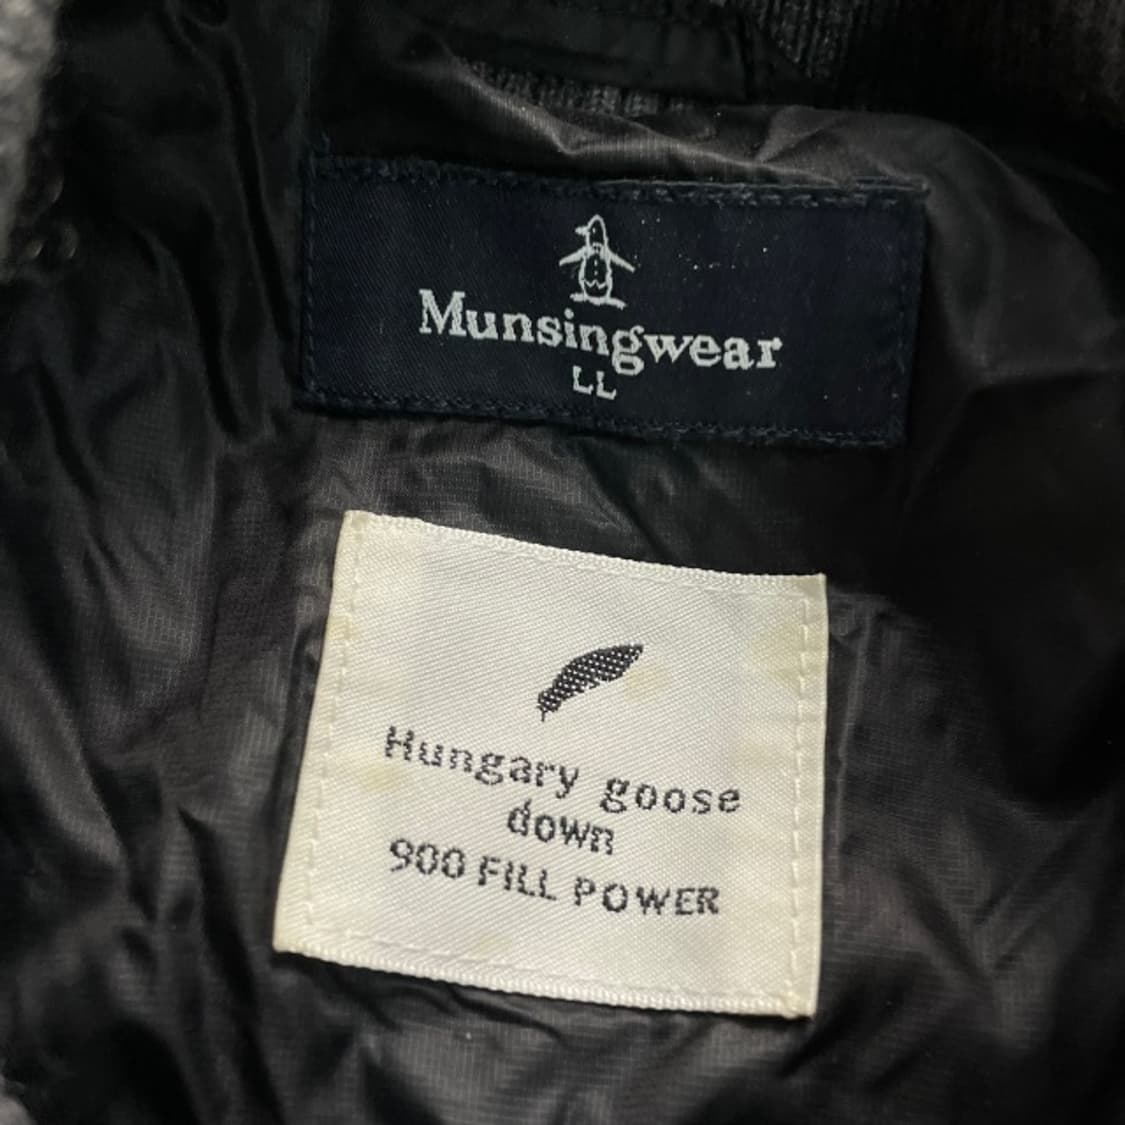 Munsingwear
LL
Hungary goose
down
900 FILL POWER